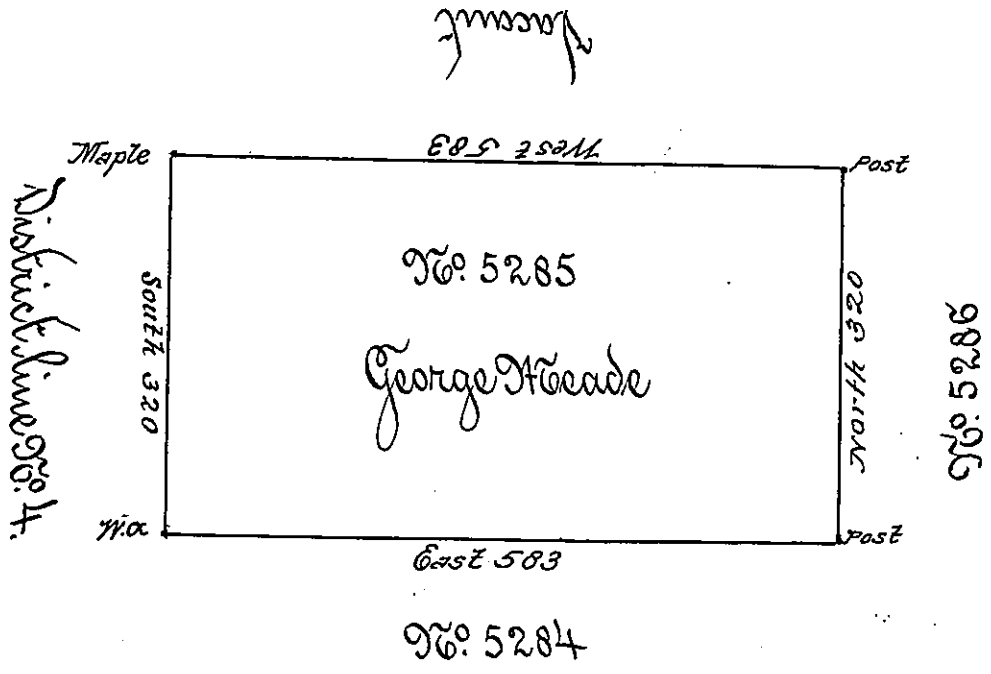 Vacant
West 583
Maple
Post
District line No. 4.
South 320
No. 5285
George Meade
North 320
No. 5286
W.o
Post
East 583
No. 5284